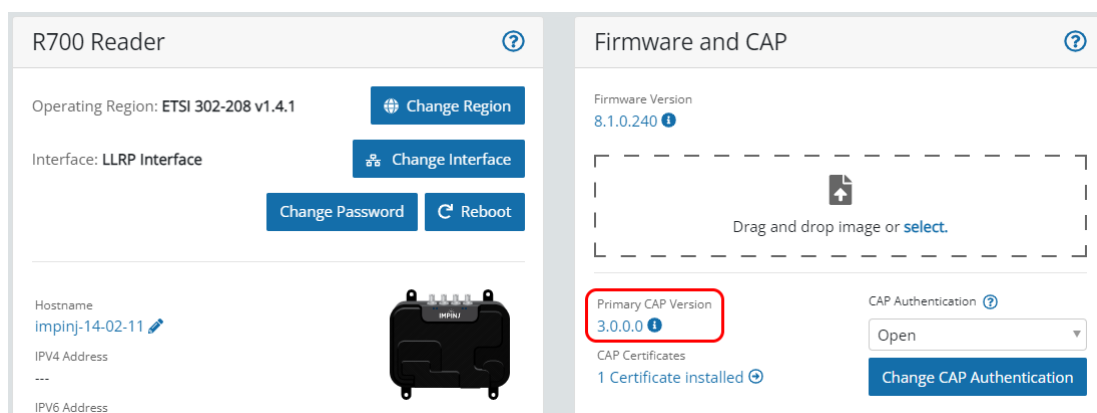 R700 Reader
Operating Region: ETSI 302-208 v1.4.1
Change Region
Interface: LLRP Interface
Change Interface
Change Password
Reboot
Hostname
impinj-14-02-11
IPV4 Address
---
IPV6 Address
IMPINJ
Firmware and CAP
Firmware Version
8.1.0.240
Drag and drop image or select.
Primary CAP Version
3.0.0.0
CAP Certificates
1 Certificate installed
CAP Authentication
Open
Change CAP Authentication